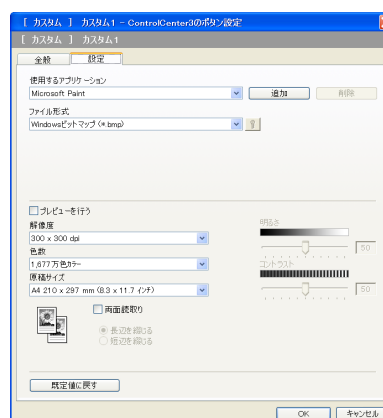 [ カスタム ] カスタム1 - ControlCenter3のボタン設定
[ カスタム ] カスタム1
全般 設定
使用するアプリケーション
Microsoft Paint 追加 削除
ファイル形式
Windowsビットマップ (*.bmp)
プレビューを行う
解像度 明るさ
300 x 300 dpi 50
色数 コントラスト
1,677万色カラー
原稿サイズ
A4 210 x 297 mm (8.3 x 11.7 インチ) 50
両面読取り
長辺を綴じる
短辺を綴じる
既定値に戻す
OK キャンセル